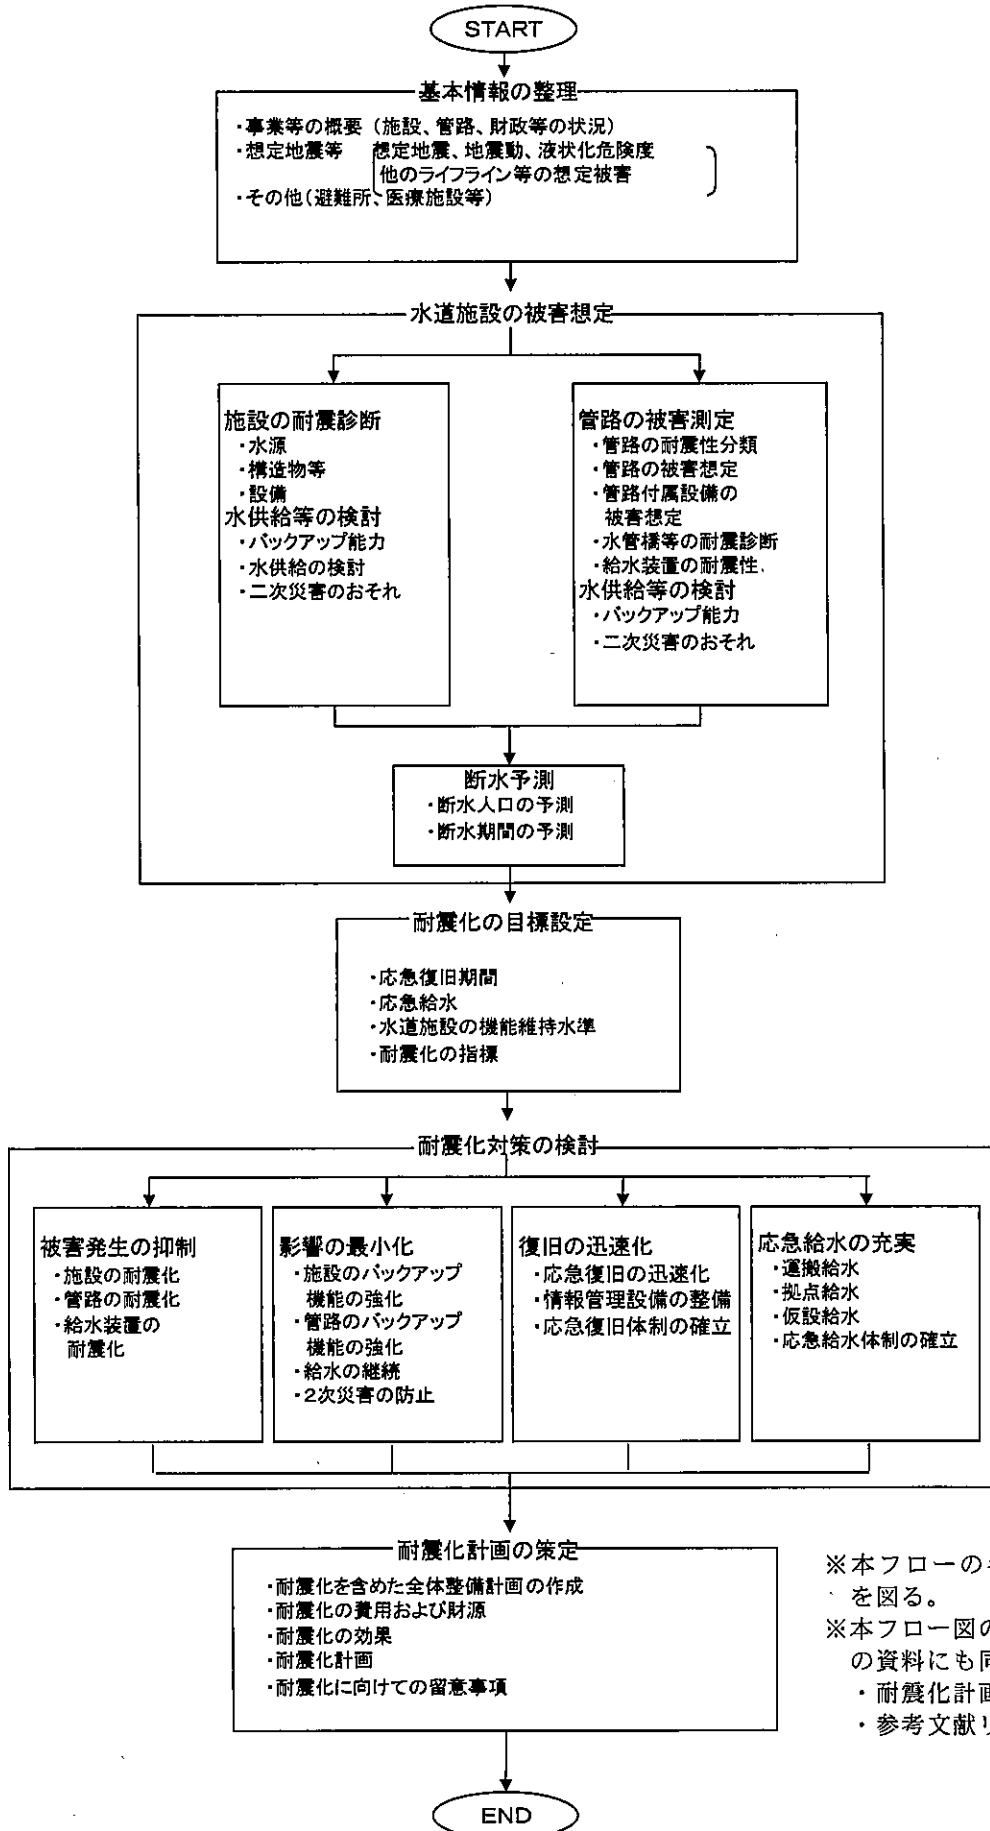 START
基本情報の整理
・事業等の概要（施設、管路、財政等の状況）
・想定地震等　想定地震、地震動、液状化危険度
他のライフライン等の想定被害
・その他（避難所、医療施設等）
水道施設の被害想定
施設の耐震診断
・水源
・構造物等
・設備
水供給等の検討
・バックアップ能力
・水供給の検討
・二次災害のおそれ
管路の被害測定
・管路の耐震性分類
・管路の被害想定
・管路付属設備の
被害想定
・水管橋等の耐震診断
・給水装置の耐震性
水供給等の検討
・バックアップ能力
・二次災害のおそれ
断水予測
・断水人口の予測
・断水期間の予測
耐震化の目標設定
・応急復旧期間
・応急給水
・水道施設の機能維持水準
・耐震化の指標
耐震化対策の検討
被害発生の抑制
・施設の耐震化
・管路の耐震化
・給水装置の
耐震化
影響の最小化
・施設のバックアップ
機能の強化
・管路のバックアップ
機能の強化
・給水の継続
・2次災害の防止
復旧の迅速化
・応急復旧の迅速化
・情報管理設備の整備
・応急復旧体制の確立
応急給水の充実
・運搬給水
・拠点給水
・仮設給水
・応急給水体制の確立
耐震化計画の策定
・耐震化を含めた全体整備計画の作成
・耐震化の費用および財源
・耐震化の効果
・耐震化計画
・耐震化に向けての留意事項
※本フローの
を図る。
※本フロー図の
の資料にも同
・耐震化計画
・参考文献リ
END